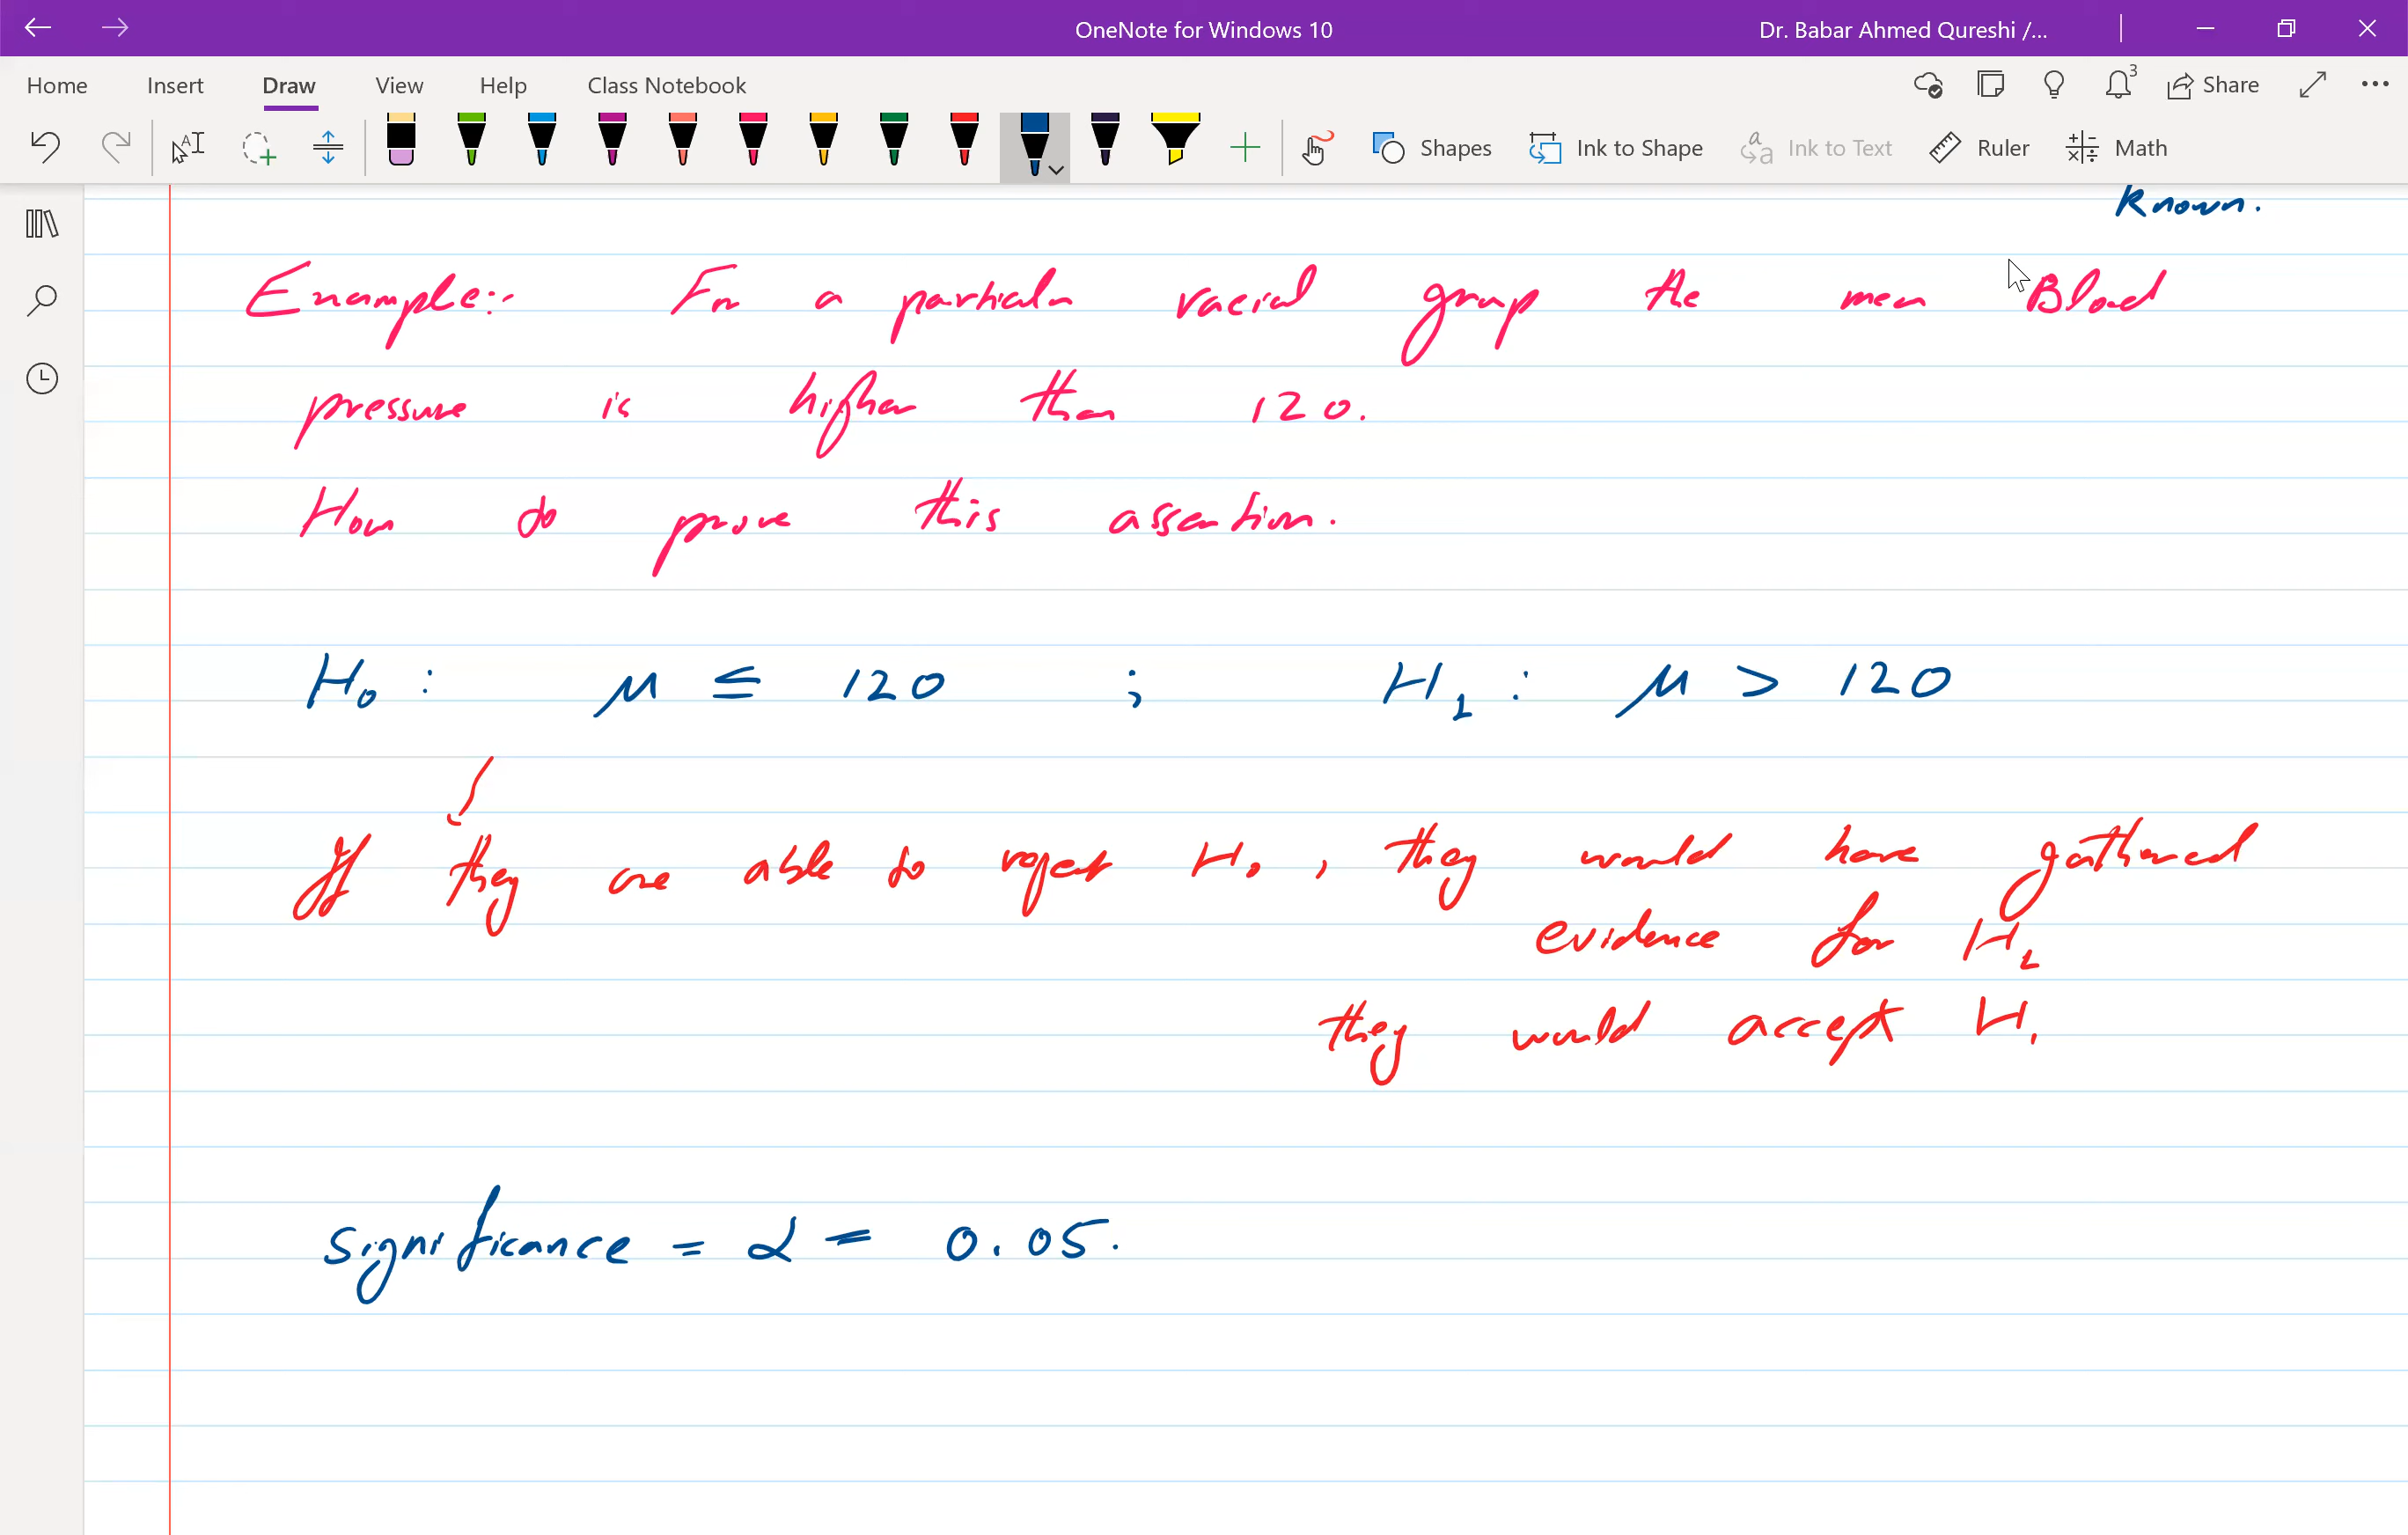 OneNote for Windows 10 Dr. Babar Ahmed Qureshi /...
Home Insert Draw View Help Class Notebook 3 Share
Shapes Ink to Shape Ink to Text Ruler Math
Known.
Example:- For a particular racial group the mean Blood
pressure is higher than 120.
How do prove this assertion.
H₀ : μ ≤ 120 ; H₁ : μ > 120
If they are able to reject H₀ , they would have gathered
evidence for H₁
they would accept H₁
significance = α = 0.05.